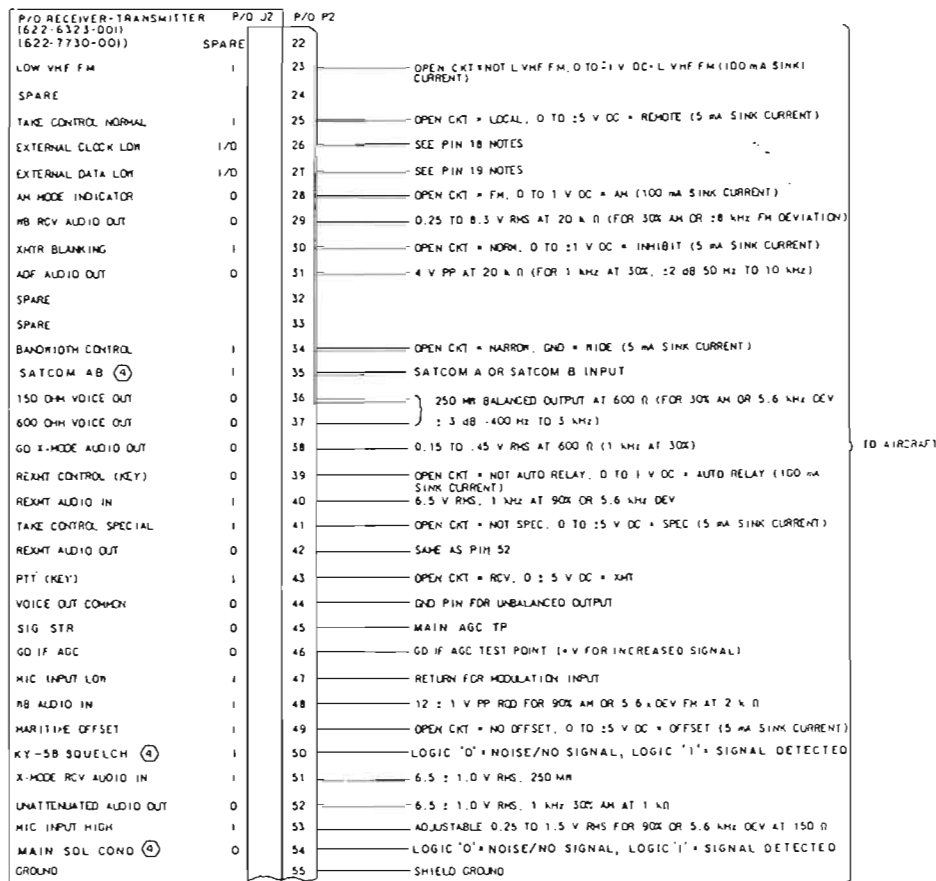 P/O RECEIVER-TRANSMITTER P/O J2 P/O P2
(622-6323-001)
(622-7730-001) SPARE 22
LOW VHF FM I 23 OPEN CKT=NOT L VHF FM, 0 TO ±1 V DC= L VHF FM (100 mA SINK
CURRENT)
SPARE 24
TAKE CONTROL NORMAL I 25 OPEN CKT = LOCAL, 0 TO ±5 V DC = REMOTE (5 mA SINK CURRENT)
EXTERNAL CLOCK LOW I/O 26 SEE PIN 18 NOTES
EXTERNAL DATA LOW I/O 27 SEE PIN 19 NOTES
AM MODE INDICATOR O 28 OPEN CKT = FM, 0 TO 1 V DC = AM (100 mA SINK CURRENT)
WB RCV AUDIO OUT O 29 0.25 TO 8.3 V RMS AT 20 k Ω (FOR 30% AM OR ±8 kHz FM DEVIATION)
XMTR BLANKING I 30 OPEN CKT = NORM, 0 TO ±1 V DC = INHIBIT (5 mA SINK CURRENT)
ADF AUDIO OUT O 31 4 V PP AT 20 k Ω (FOR 1 kHz AT 30%, ±2 dB 50 Hz TO 10 kHz)
SPARE 32
SPARE 33
BANDWIDTH CONTROL I 34 OPEN CKT = NARROW, GND = WIDE (5 mA SINK CURRENT)
SATCOM AB ④ I 35 SATCOM A OR SATCOM B INPUT
150 OHM VOICE OUT O 36 250 MW BALANCED OUTPUT AT 600 Ω (FOR 30% AM OR 5.6 kHz DEV
600 OHM VOICE OUT O 37 ± 3 dB -400 Hz TO 3 kHz)
GD X-MODE AUDIO OUT O 38 0.15 TO .45 V RMS AT 600 Ω (1 kHz AT 30%) TO AIRCRAFT
REXMT CONTROL (KEY) O 39 OPEN CKT = NOT AUTO RELAY, 0 TO 1 V DC = AUTO RELAY (100 mA
SINK CURRENT)
REXMT AUDIO IN I 40 6.5 V RMS, 1 kHz AT 90% OR 5.6 kHz DEV
TAKE CONTROL SPECIAL I 41 OPEN CKT = NOT SPEC, 0 TO ±5 V DC = SPEC (5 mA SINK CURRENT)
REXMT AUDIO OUT O 42 SAME AS PIN 52
PTT (KEY) I 43 OPEN CKT = RCV, 0 ± 5 V DC = XMT
VOICE OUT COMMON O 44 GND PIN FOR UNBALANCED OUTPUT
SIG STR O 45 MAIN AGC TP
GD IF AGC O 46 GD IF AGC TEST POINT (+ V FOR INCREASED SIGNAL)
MIC INPUT LOW I 47 RETURN FOR MODULATION INPUT
WB AUDIO IN I 48 12 ± 1 V PP RQD FOR 90% AM OR 5 6 k DEV FM AT 2 k Ω
MARITIME OFFSET I 49 OPEN CKT = NO OFFSET, 0 TO ±5 V DC = OFFSET (5 mA SINK CURRENT)
KY-58 SQUELCH ④ I 50 LOGIC '0'=NOISE/NO SIGNAL, LOGIC '1'= SIGNAL DETECTED
X-MODE RCV AUDIO IN I 51 6.5 ± 1.0 V RMS, 250 MW
UNATTENUATED AUDIO OUT O 52 6.5 ± 1.0 V RMS, 1 kHz 30% AM AT 1 kΩ
MIC INPUT HIGH I 53 ADJUSTABLE 0.25 TO 1.5 V RMS FOR 90% OR 5.6 kHz DEV AT 150 Ω
MAIN SQL COND ④ O 54 LOGIC '0'=NOISE/NO SIGNAL, LOGIC '1'= SIGNAL DETECTED
GROUND 55 SHIELD GROUND